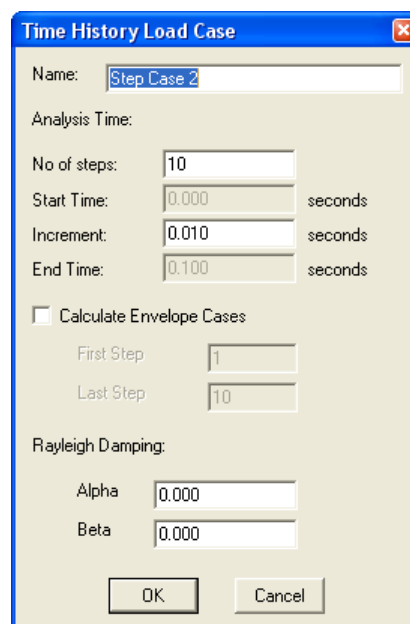 Time History Load Case
Name: Step Case 2
Analysis Time:
No of steps: 10
Start Time: 0.000 seconds
Increment: 0.010 seconds
End Time: 0.100 seconds
Calculate Envelope Cases
First Step 1
Last Step 10
Rayleigh Damping:
Alpha 0.000
Beta 0.000
OK Cancel